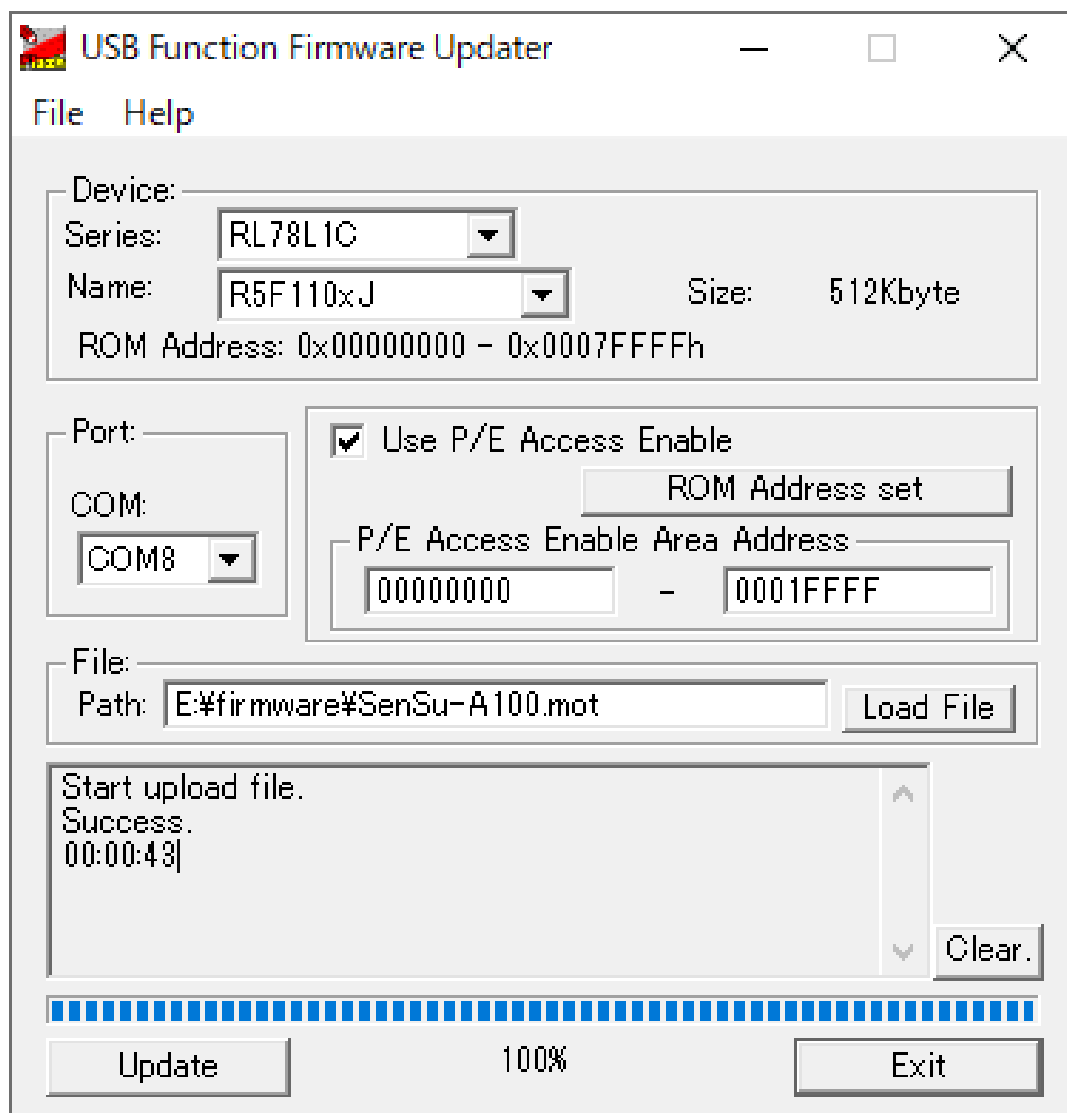 USB Function Firmware Updater
File Help
Device:
Series: RL78L1C
Name: R5F110xJ Size: 512Kbyte
ROM Address: 0x00000000 - 0x0007FFFFh
Port:
COM:
COM8
Use P/E Access Enable
ROM Address set
P/E Access Enable Area Address
00000000 - 0001FFFF
File:
Path: E:¥firmware¥SenSu-A100.mot Load File
Start upload file.
Success.
00:00:43
Clear.
Update 100% Exit